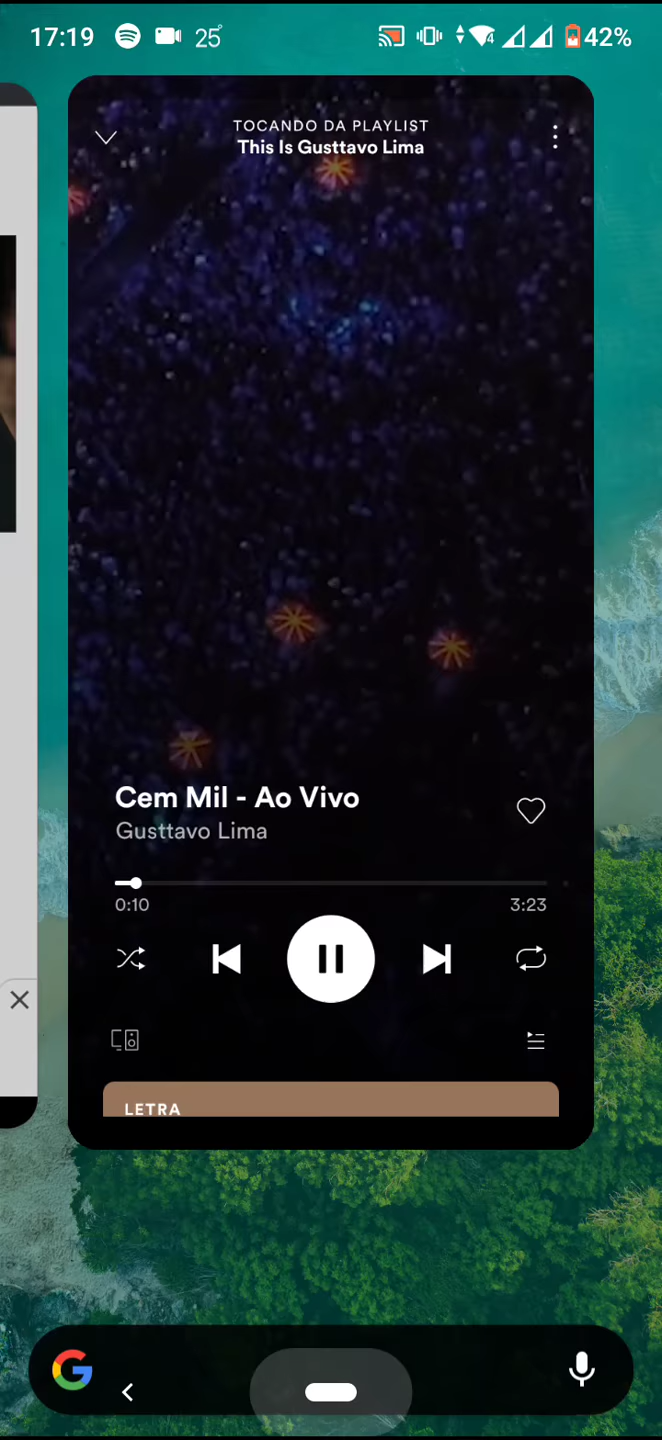 17:19
25°
4
42%
TOCANDO DA PLAYLIST
This Is Gusttavo Lima
Cem Mil - Ao Vivo
Gusttavo Lima
0:10
3:23
LETRA